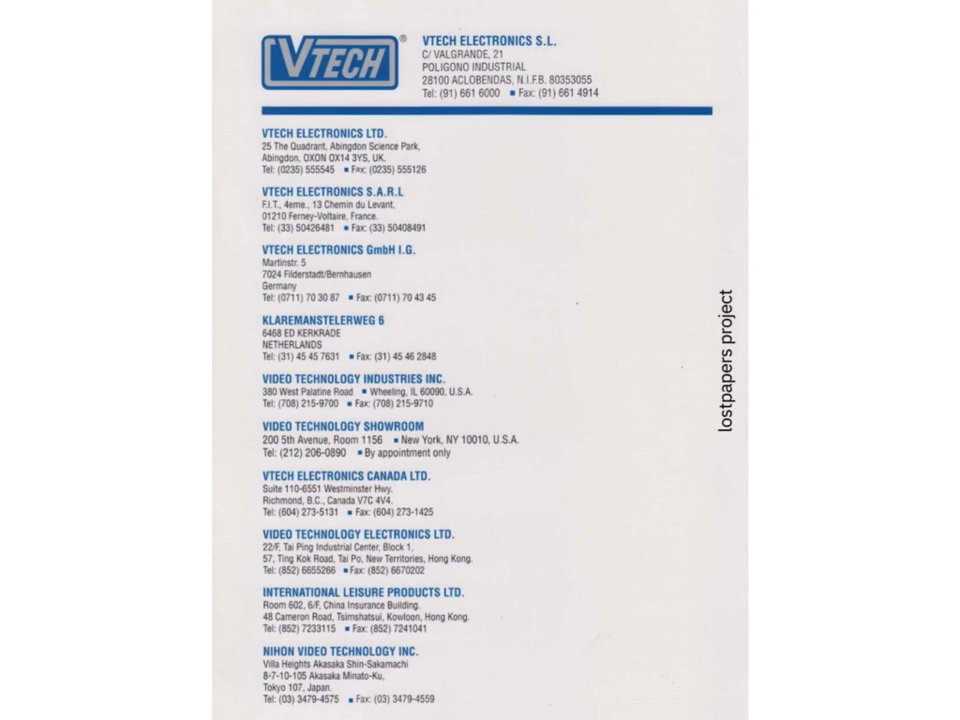 VTECH®
VTECH ELECTRONICS S.L.
C/ VALGRANDE, 21
POLIGONO INDUSTRIAL
28100 ACLOBENDAS, N.I.F.B. 80353055
Tel: (91) 661 6000 ■ Fax: (91) 661 4914
VTECH ELECTRONICS LTD.
25 The Quadrant, Abingdon Science Park,
Abingdon, OXON OX14 3YS, UK.
Tel: (0235) 555545 ■ Fax: (0235) 555126
VTECH ELECTRONICS S.A.R.L
F.I.T., 4eme., 13 Chemin du Levant,
01210 Ferney-Voltaire, France.
Tel: (33) 50426481 ■ Fax: (33) 50408491
VTECH ELECTRONICS GmbH I.G.
Martinstr. 5
7024 Filderstadt/Bernhausen
Germany
Tel: (0711) 70 30 87 ■ Fax: (0711) 70 43 45
KLAREMANSTELERWEG 6
6468 ED KERKRADE
NETHERLANDS
Tel: (31) 45 45 7631 ■ Fax: (31) 45 46 2848
VIDEO TECHNOLOGY INDUSTRIES INC.
380 West Palatine Road ■ Wheeling, IL 60090, U.S.A.
Tel: (708) 215-9700 ■ Fax: (708) 215-9710
VIDEO TECHNOLOGY SHOWROOM
200 5th Avenue, Room 1156 ■ New York, NY 10010, U.S.A.
Tel: (212) 206-0890 ■ By appointment only
VTECH ELECTRONICS CANADA LTD.
Suite 110-6551 Westminster Hwy.
Richmond, B.C., Canada V7C 4V4.
Tel: (604) 273-5131 ■ Fax: (604) 273-1425
VIDEO TECHNOLOGY ELECTRONICS LTD.
22/F, Tai Ping Industrial Center, Block 1,
57, Ting Kok Road, Tai Po, New Territories, Hong Kong.
Tel: (852) 6655266 ■ Fax: (852) 6670202
INTERNATIONAL LEISURE PRODUCTS LTD.
Room 602, 6/F, China Insurance Building.
48 Cameron Road, Tsimshatsui, Kowloon, Hong Kong.
Tel: (852) 7233115 ■ Fax: (852) 7241041
NIHON VIDEO TECHNOLOGY INC.
Villa Heights Akasaka Shin-Sakamachi
8-7-10-105 Akasaka Minato-Ku,
Tokyo 107, Japan.
Tel: (03) 3479-4575 ■ Fax: (03) 3479-4559
lostpapers project